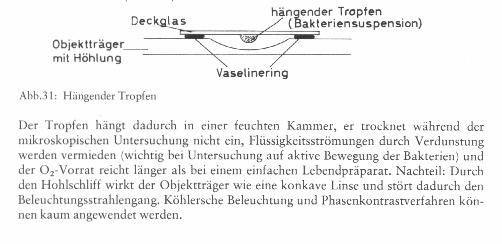 hängender Tropfen
Deckglas
(Bakteriensuspension)
Objektträger
mit Höhlung
Vaselinering
Abb.31: Hängender Tropfen
Der Tropfen hängt dadurch in einer feuchten Kammer, er trocknet während der
mikroskopischen Untersuchung nicht ein, Flüssigkeitsströmungen durch Verdunstung
werden vermieden (wichtig bei Untersuchung auf aktive Bewegung der Bakterien) und
der O₂-Vorrat reicht länger als bei einem einfachen Lebendpräparat. Nachteil: Durch
den Hohlschliff wirkt der Objektträger wie eine konkave Linse und stört dadurch den
Beleuchtungsstrahlengang. Köhlersche Beleuchtung und Phasenkontrastverfahren kön-
nen kaum angewendet werden.